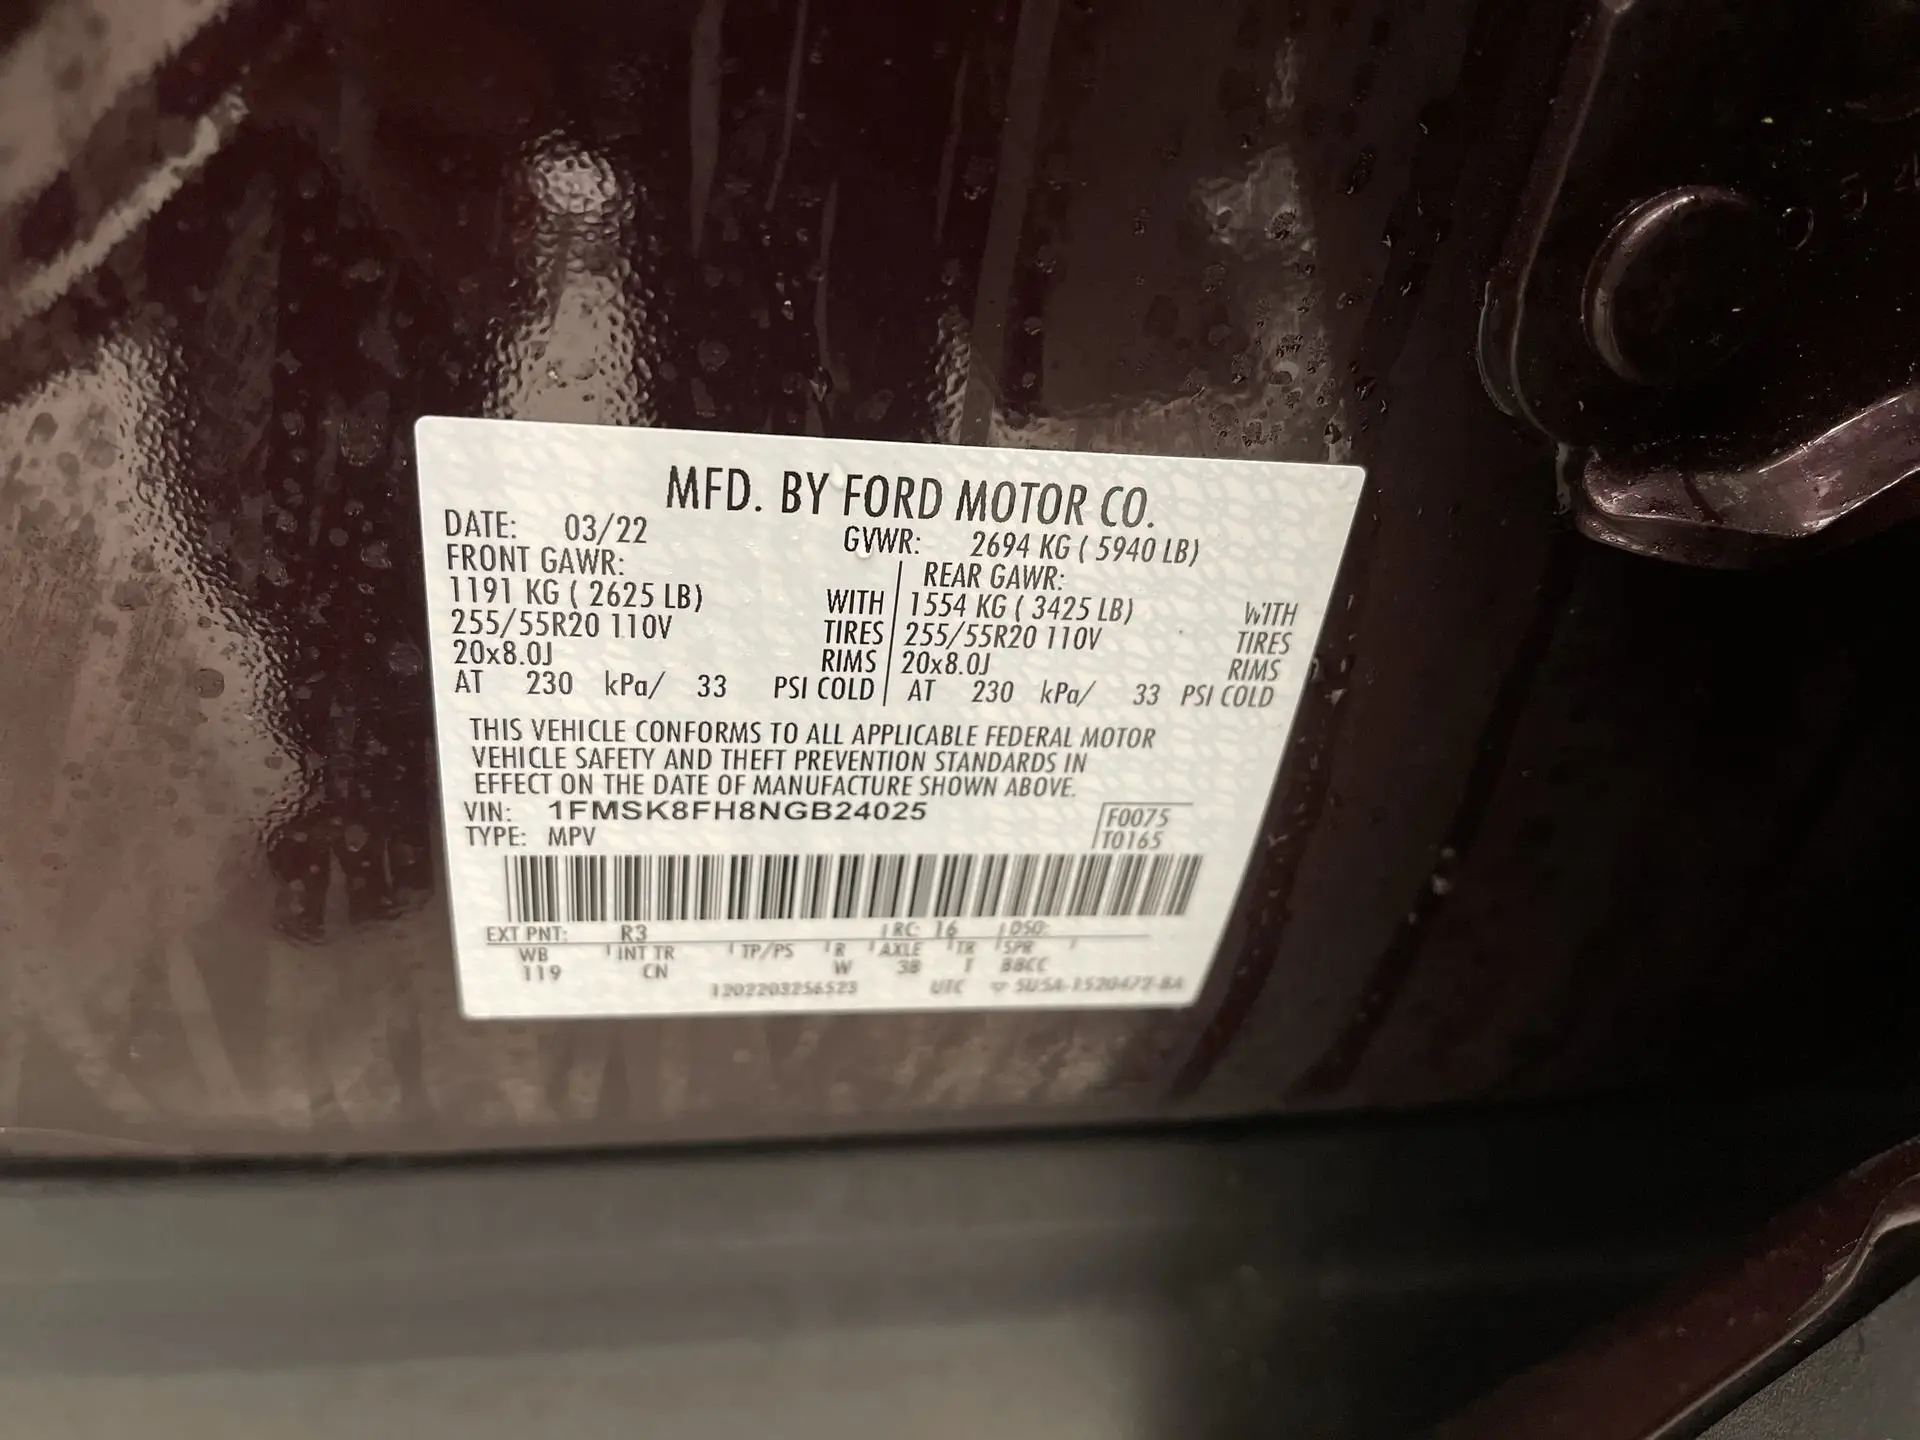 MFD. BY FORD MOTOR CO.
DATE: 03/22 GVWR: 2694 KG ( 5940 LB)
FRONT GAWR: REAR GAWR:
1191 KG ( 2625 LB) WITH 1554 KG ( 3425 LB) WITH
255/55R20 110V TIRES 255/55R20 110V TIRES
20x8.0J RIMS 20x8.0J RIMS
AT 230 kPa/ 33 PSI COLD AT 230 kPa/ 33 PSI COLD
THIS VEHICLE CONFORMS TO ALL APPLICABLE FEDERAL MOTOR
VEHICLE SAFETY AND THEFT PREVENTION STANDARDS IN
EFFECT ON THE DATE OF MANUFACTURE SHOWN ABOVE.
VIN: 1FMSK8FH8NGB24025 F0075
TYPE: MPV T0165
EXT PNT: R3 RC: 16 DSO:
WB INT TR TP/PS R AXLE TR SPR
119 CN W 3B T BBCC
1202203256523 UTC SU5A-1520472-BA